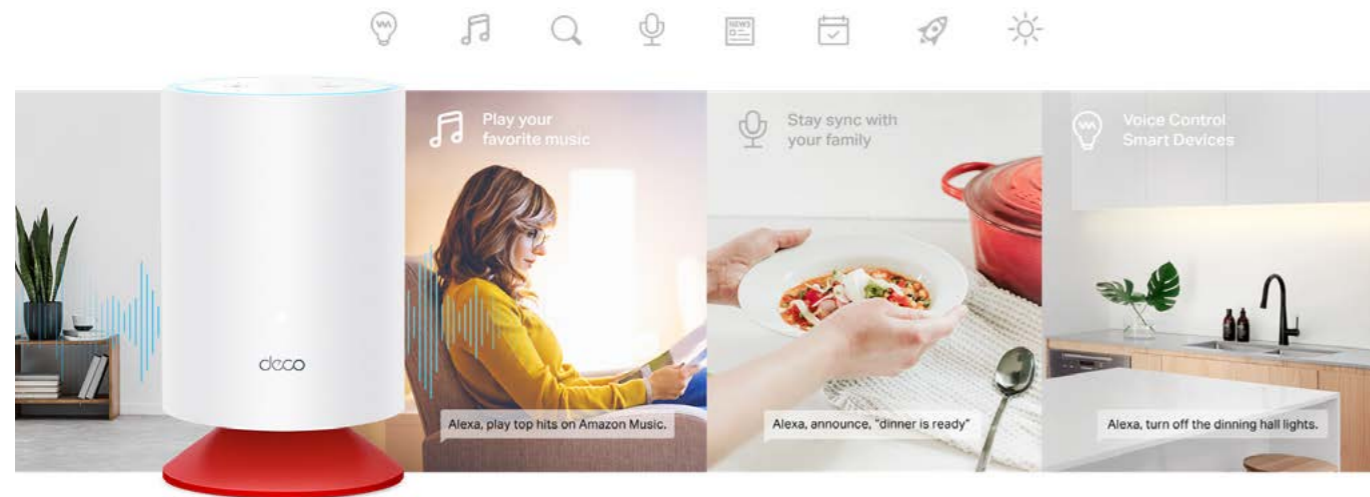 NEWS
Play your
favorite music
Stay sync with
your family
Voice Control
Smart Devices
deco
Alexa, play top hits on Amazon Music.
Alexa, announce, "dinner is ready"
Alexa, turn off the dinning hall lights.